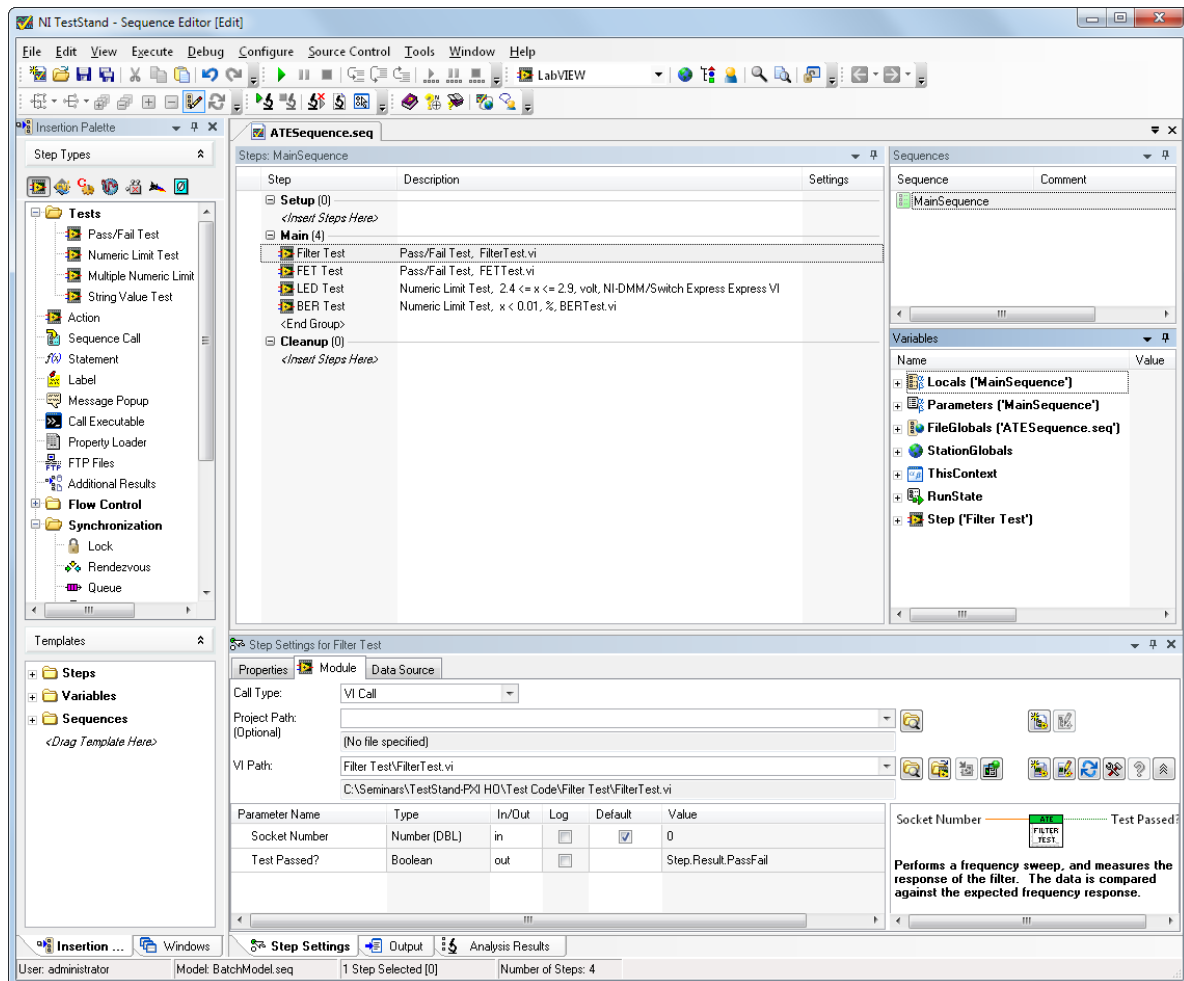 NI TestStand - Sequence Editor [Edit]
File Edit View Execute Debug Configure Source Control Tools Window Help
LabVIEW
Insertion Palette
Step Types
Tests
Pass/Fail Test
Numeric Limit Test
Multiple Numeric Limit
String Value Test
Action
Sequence Call
f(x) Statement
Label
Message Popup
Call Executable
Property Loader
FTP Files
Additional Results
Flow Control
Synchronization
Lock
Rendezvous
Queue
Templates
Steps
Variables
Sequences
<Drag Template Here>
Insertion ... Windows
ATESequence.seq
Steps: MainSequence
Step Description Settings
Setup (0)
<Insert Steps Here>
Main (4)
Filter Test Pass/Fail Test, FilterTest.vi
FET Test Pass/Fail Test, FETTest.vi
LED Test Numeric Limit Test, 2.4 <= x <= 2.9, volt, NI-DMM/Switch Express Express VI
BER Test Numeric Limit Test, x < 0.01, %, BERTest.vi
<End Group>
Cleanup (0)
<Insert Steps Here>
Sequences
Sequence Comment
MainSequence
Variables
Name Value
Locals ('MainSequence')
Parameters ('MainSequence')
FileGlobals ('ATESequence.seq')
StationGlobals
ThisContext
RunState
Step ('Filter Test')
Step Settings for Filter Test
Properties Module Data Source
Call Type: VI Call
Project Path:
(Optional)
(No file specified)
VI Path: Filter Test\FilterTest.vi
C:\Seminars\TestStand-PXI HO\Test Code\Filter Test\FilterTest.vi
Parameter Name Type In/Out Log Default Value
Socket Number Number (DBL) in 0
Test Passed? Boolean out Step.Result.PassFail
Socket Number ATE Test Passed?
FILTER
TEST
Performs a frequency sweep, and measures the
response of the filter. The data is compared
against the expected frequency response.
Step Settings Output Analysis Results
User: administrator Model: BatchModel.seq 1 Step Selected [0] Number of Steps: 4